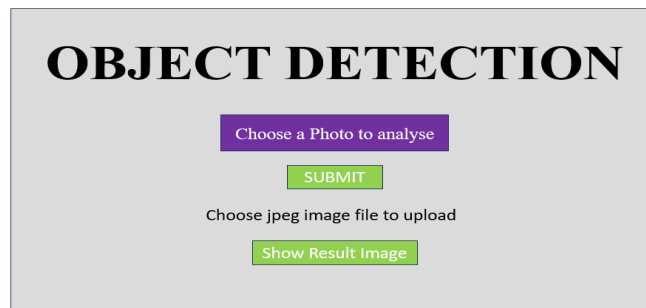 OBJECT DETECTION
Choose a Photo to analyse
SUBMIT
Choose jpeg image file to upload
Show Result Image